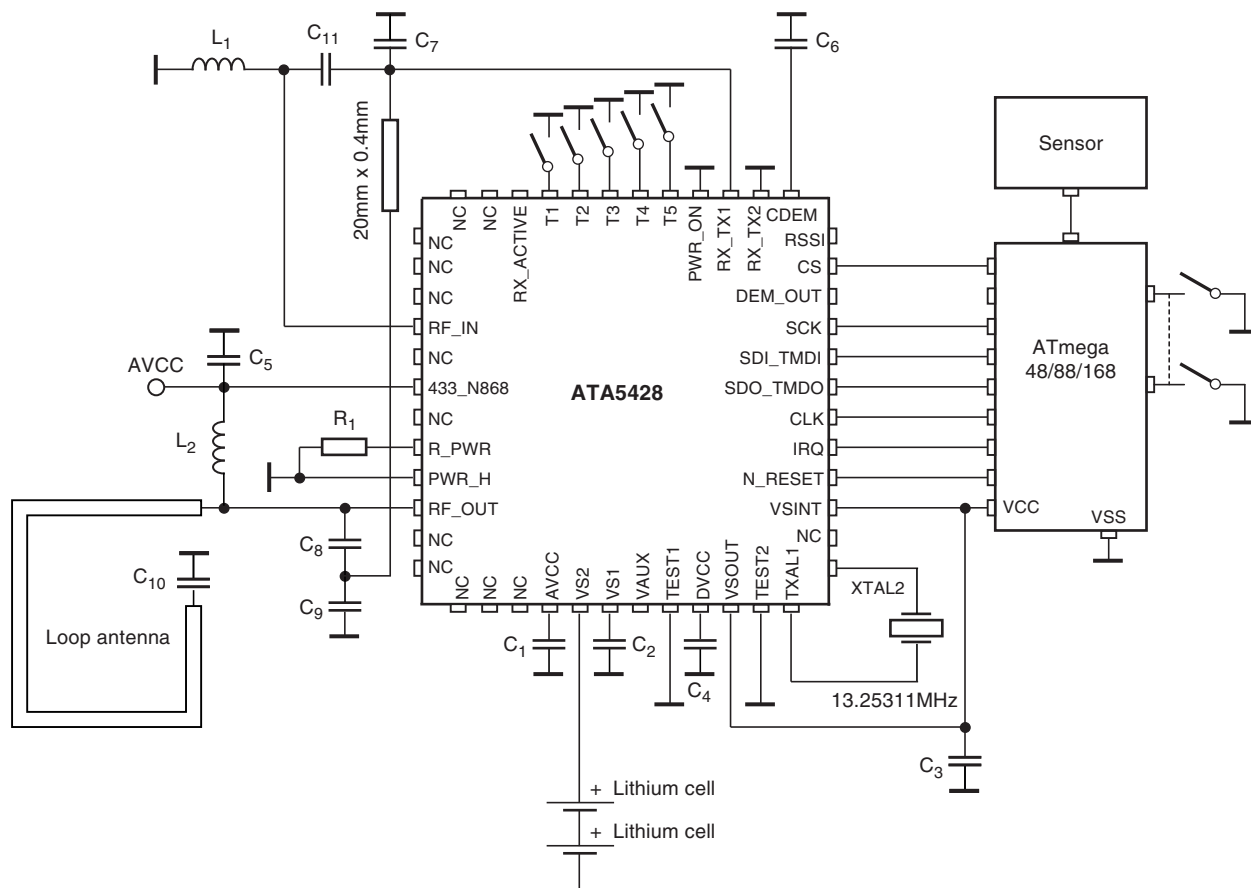 L1
C11
C7
C6
20mm x 0.4mm
Sensor
NC
NC
RX_ACTIVE
T1
T2
T3
T4
T5
PWR_ON
RX_TX1
RX_TX2
CDEM
NC
NC
NC
RF_IN
NC
433_N868
NC
R_PWR
PWR_H
RF_OUT
NC
NC
RSSI
CS
DEM_OUT
SCK
SDI_TMDI
SDO_TMDO
CLK
IRQ
N_RESET
VSINT
NC
XTAL2
ATA5428
ATmega
48/88/168
VCC
VSS
AVCC
C5
L2
R1
C8
C9
C10
Loop antenna
NC
NC
NC
AVCC
VS2
VS1
VAUX
TEST1
DVCC
VSOUT
TEST2
TXAL1
C1
C2
C4
13.25311MHz
C3
+ Lithium cell
+ Lithium cell